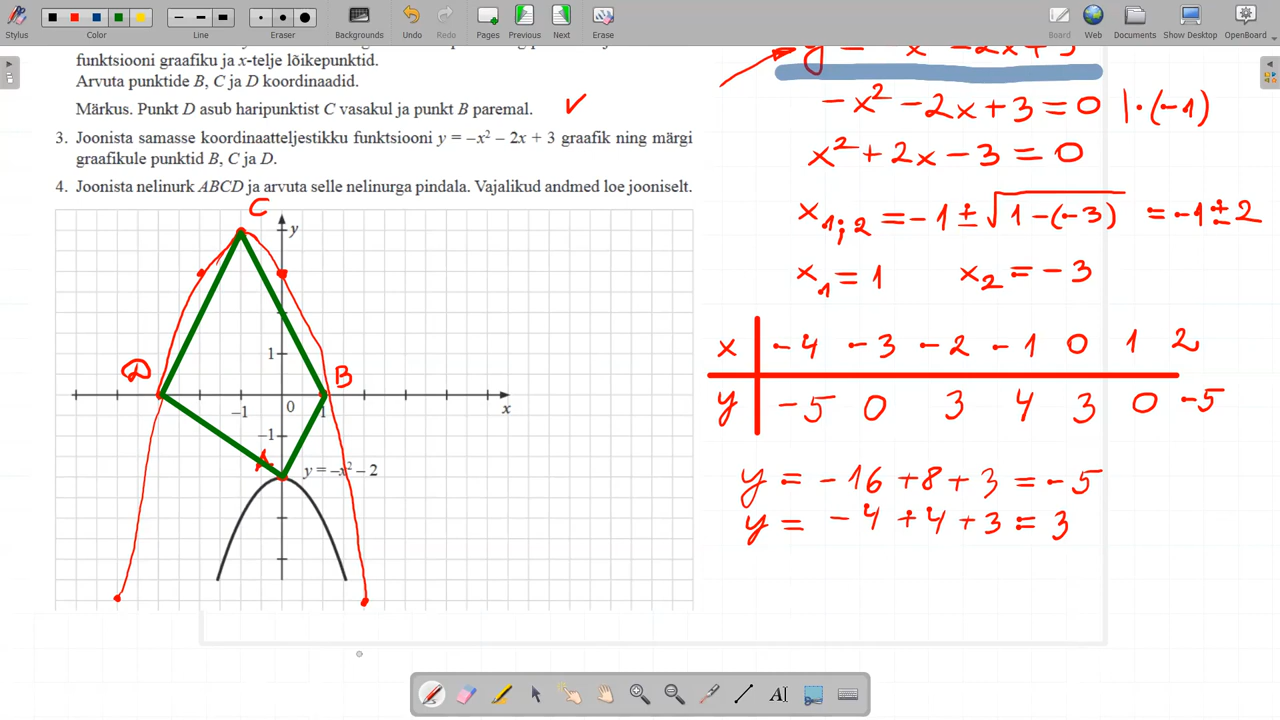 Stylus
Color
Line
Eraser
Backgrounds
Undo
Redo
Pages
Previous
Next
Erase
Board
Web
Documents
Show Desktop
OpenBoard
funktsiooni graafiku ja x-telje lõikepunktid.
Arvuta punktide B, C ja D koordinaadid.
Märkus. Punkt D asub haripunktist C vasakul ja punkt B paremal. ✓
3. Joonista samasse koordinaatteljestikku funktsiooni y = –x² – 2x + 3 graafik ning märgi
graafikule punktid B, C ja D.
4. Joonista nelinurk ABCD ja arvuta selle nelinurga pindala. Vajalikud andmed loe jooniselt.
C
y
1
D
B
–1
0
1
x
–1
A
y = –x² – 2
-x² - 2x + 3 = 0 | · (-1)
x² + 2x - 3 = 0
x₁;₂ = -1 ± √1-(-3) = -1 ± 2
x₁ = 1 x₂ = -3
x -4 -3 -2 -1 0 1 2
y -5 0 3 4 3 0 -5
y = -16 + 8 + 3 = -5
y = -4 + 4 + 3 = 3